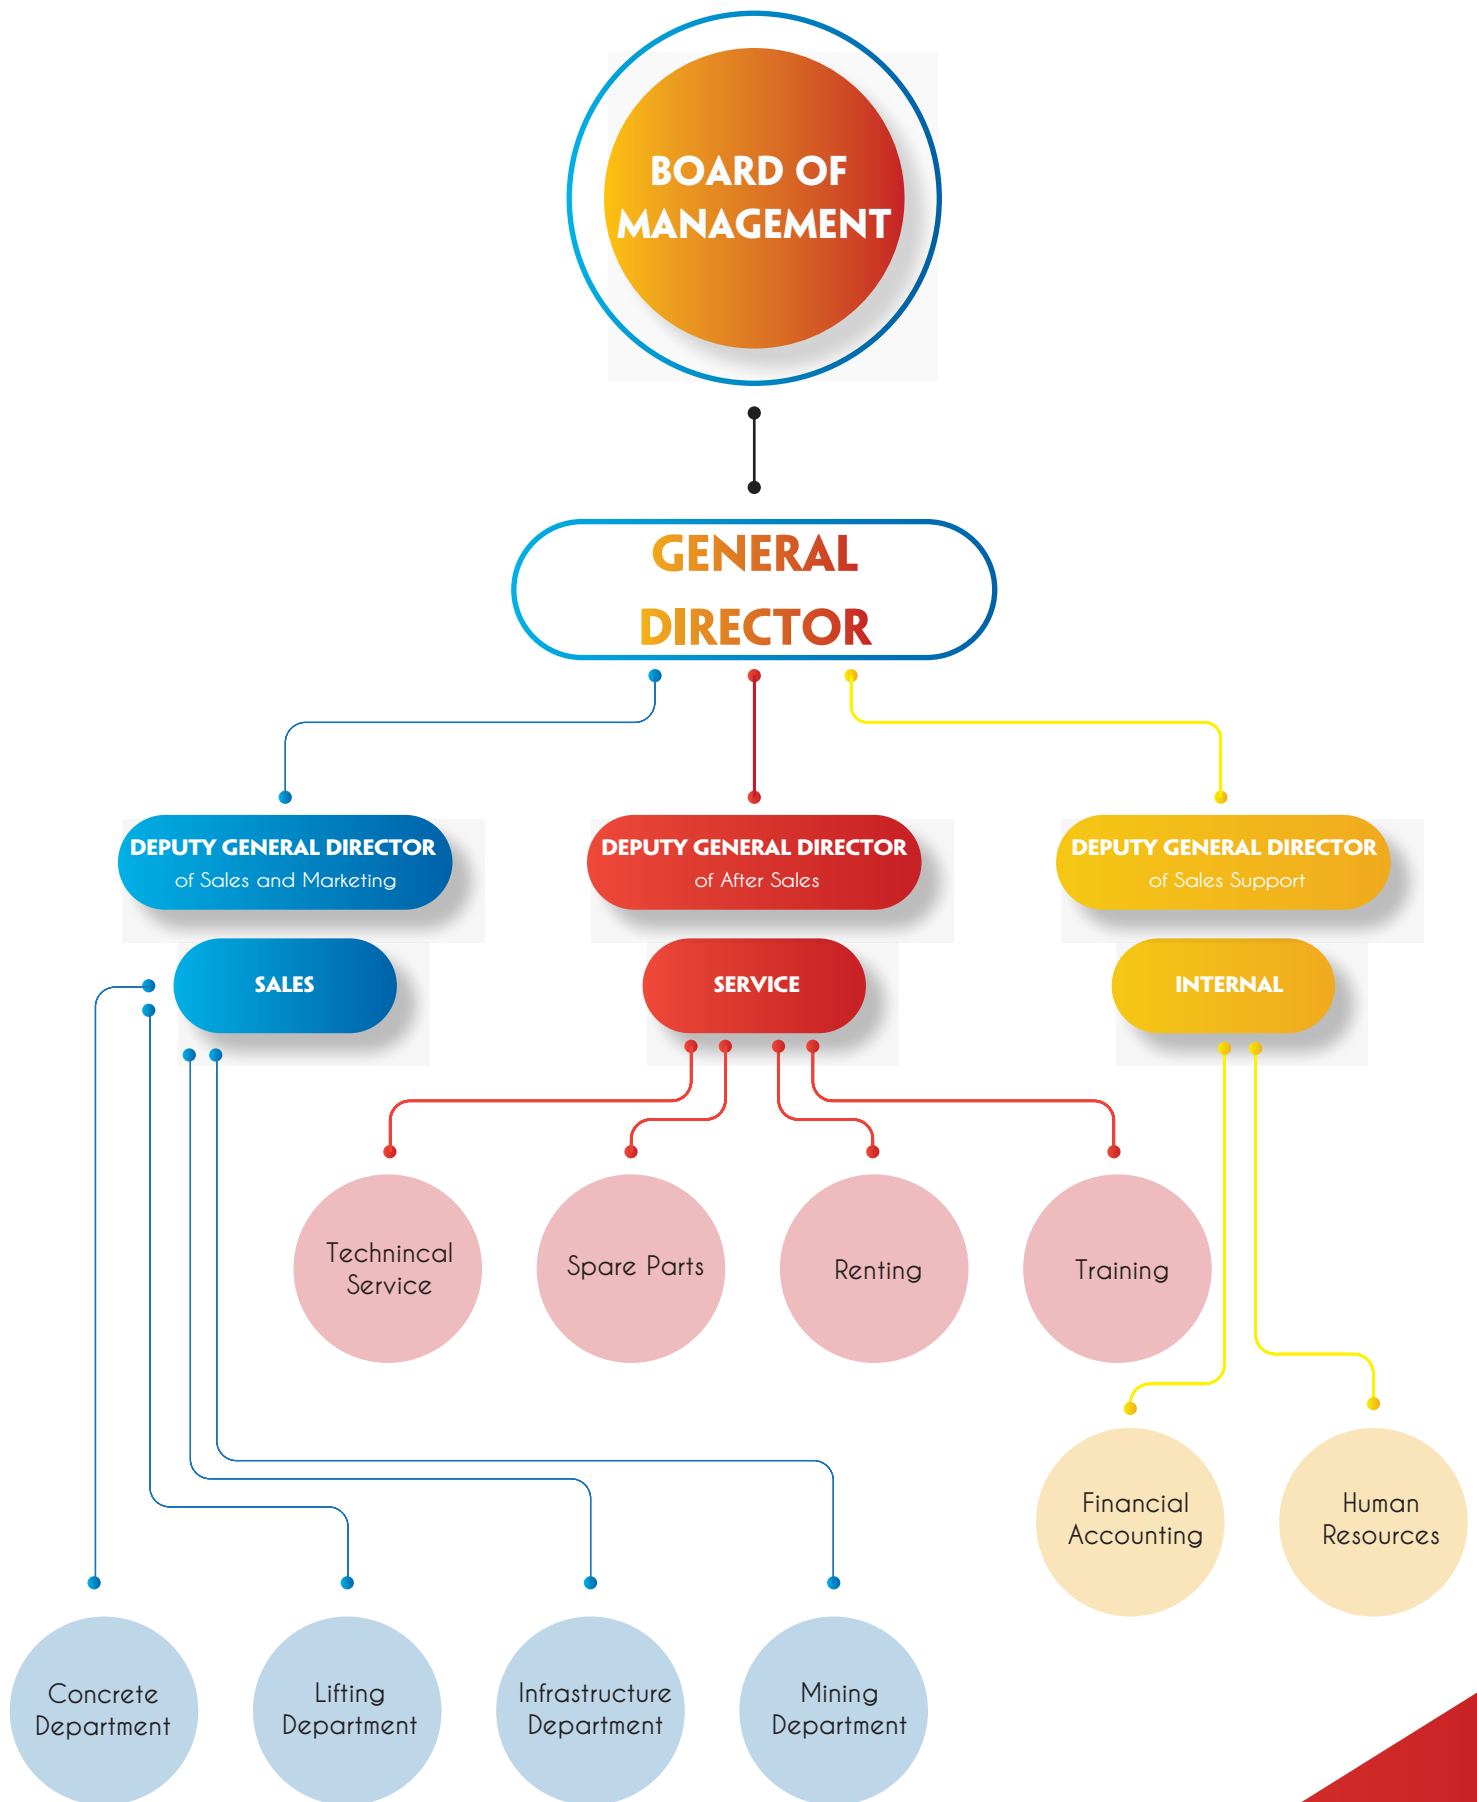 BOARD OF
MANAGEMENT
GENERAL
DIRECTOR
DEPUTY GENERAL DIRECTOR
of Sales and Marketing
DEPUTY GENERAL DIRECTOR
of After Sales
DEPUTY GENERAL DIRECTOR
of Sales Support
SALES
SERVICE
INTERNAL
Technincal
Service
Spare Parts
Renting
Training
Financial
Accounting
Human
Resources
Concrete
Department
Lifting
Department
Infrastructure
Department
Mining
Department